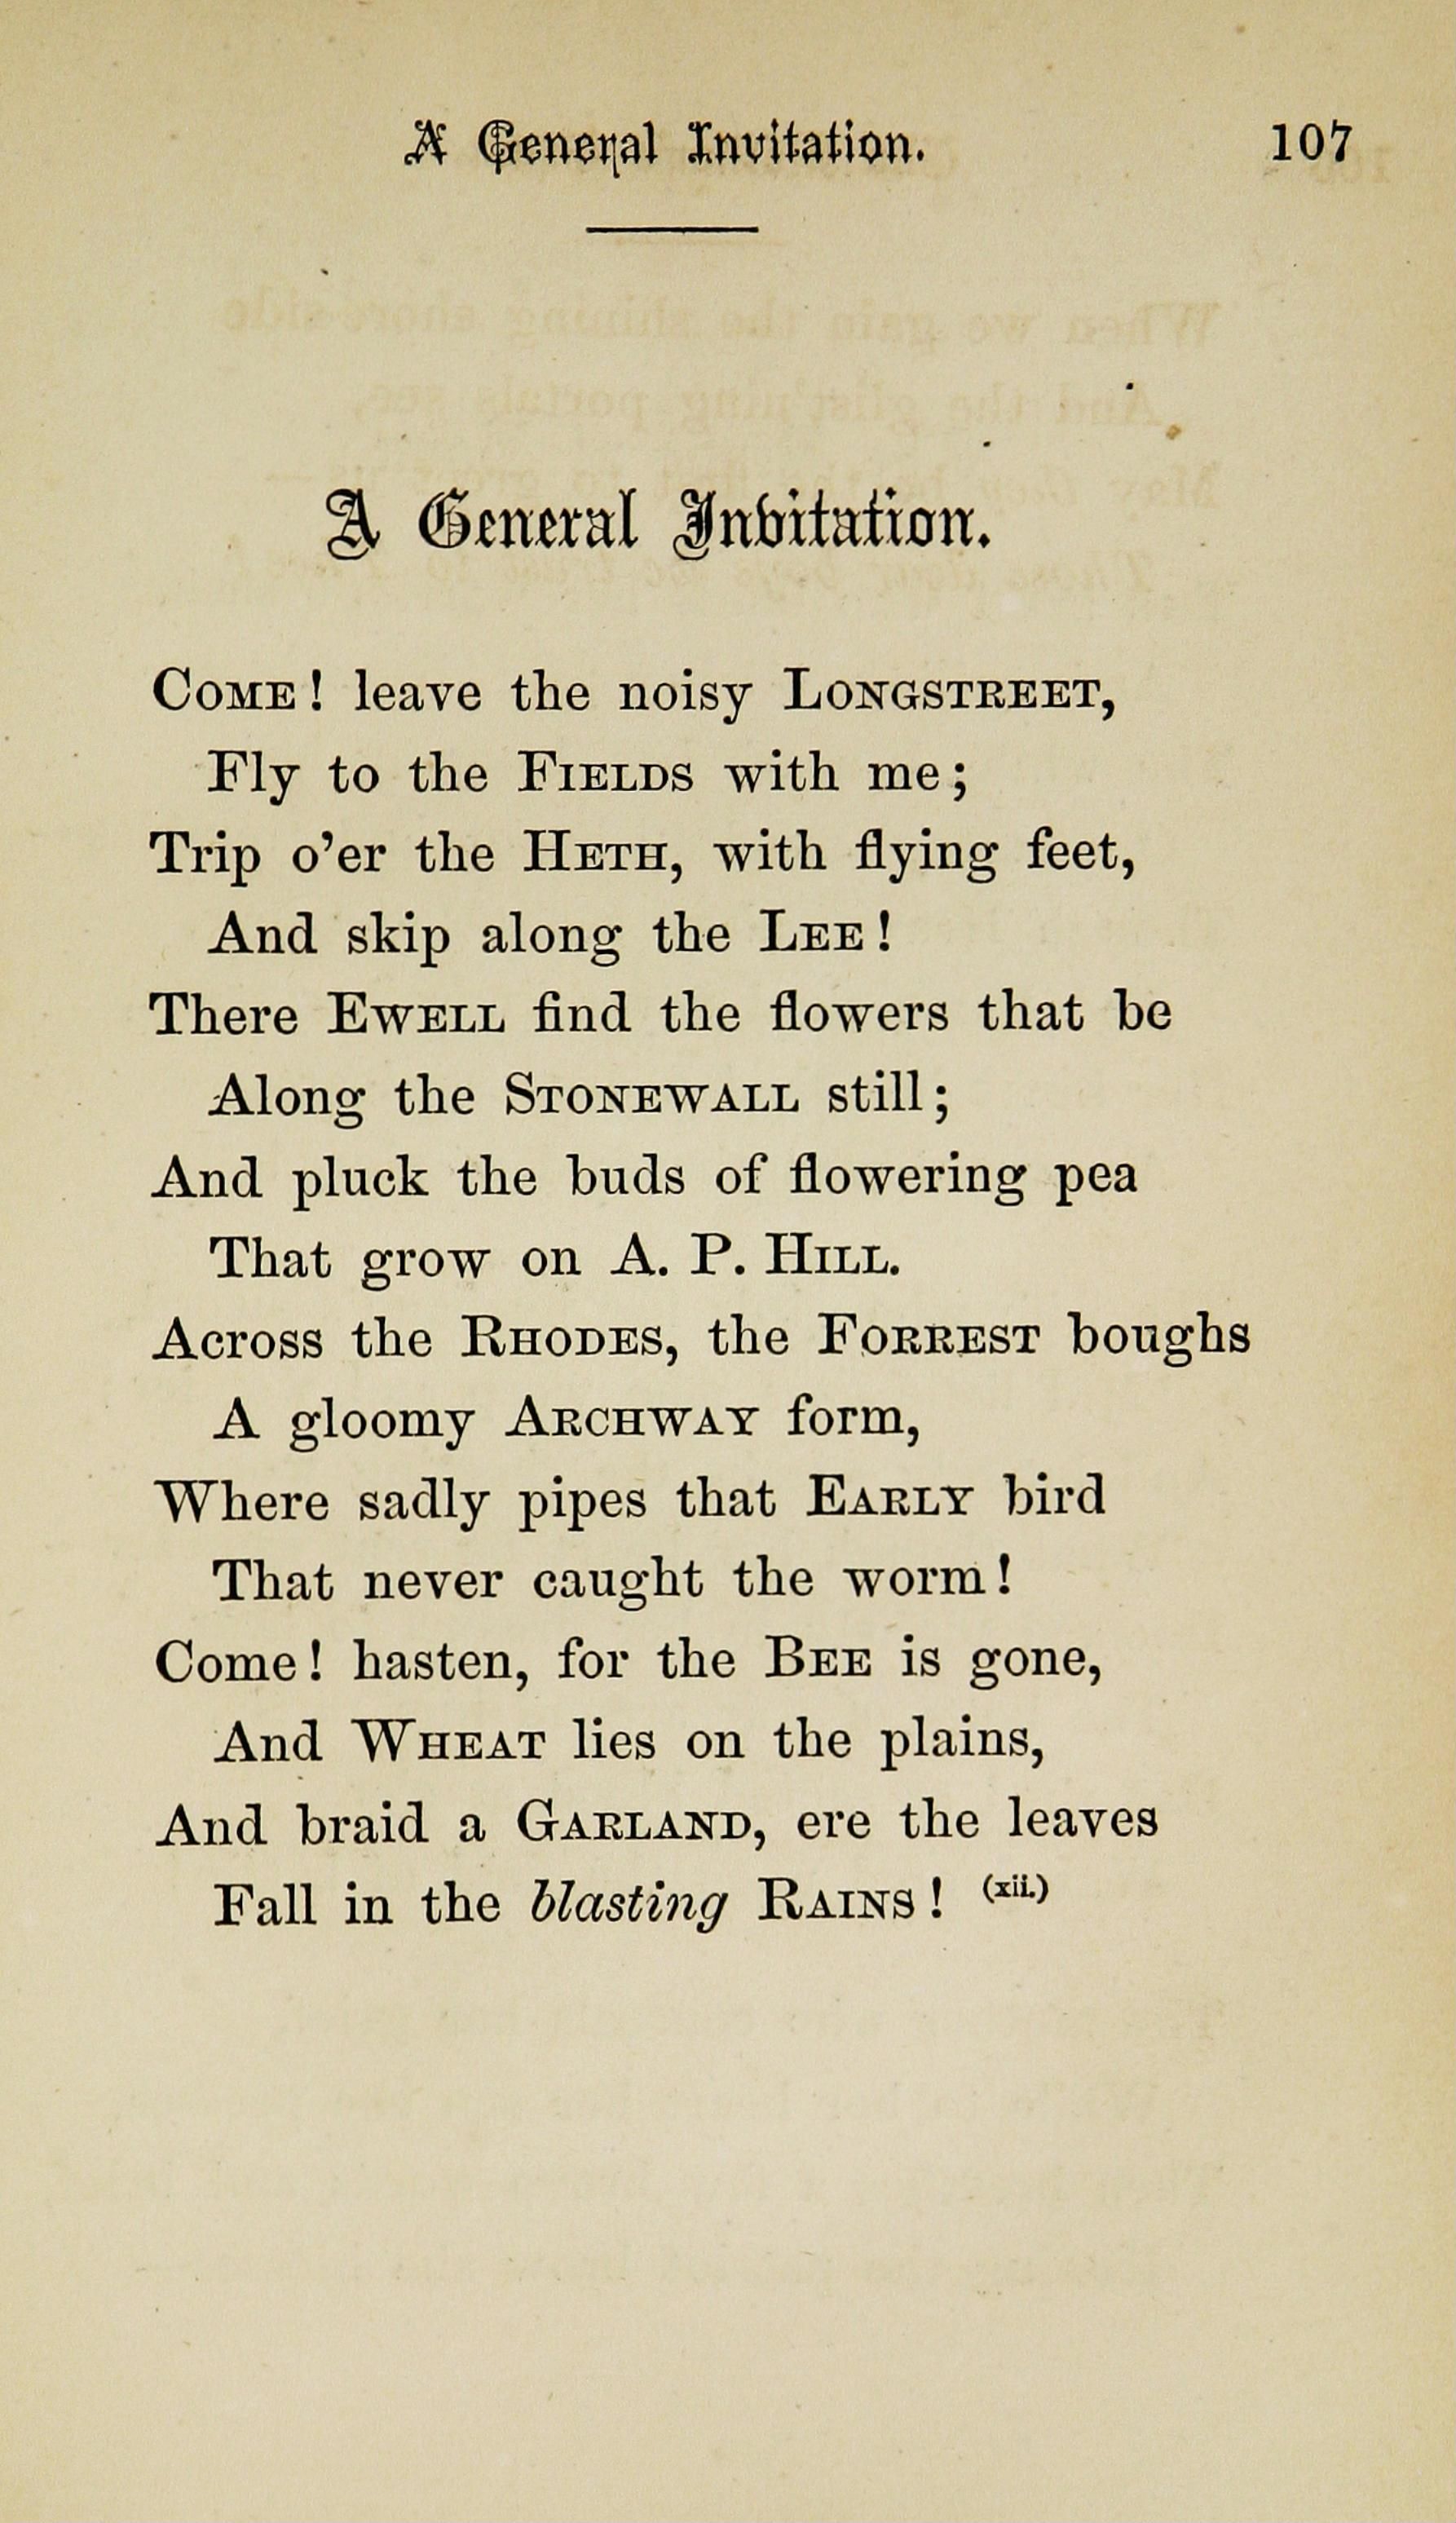 A General Invitation. 107
A General Invitation.
COME! leave the noisy LONGSTREET,
Fly to the FIELDS with me;
Trip o'er the HETH, with flying feet,
And skip along the LEE!
There EWELL find the flowers that be
Along the STONEWALL still;
And pluck the buds of flowering pea
That grow on A. P. HILL.
Across the RHODES, the FORREST boughs
A gloomy ARCHWAY form,
Where sadly pipes that EARLY bird
That never caught the worm!
Come! hasten, for the BEE is gone,
And WHEAT lies on the plains,
And braid a GARLAND, ere the leaves
Fall in the blasting RAINS! (xii.)